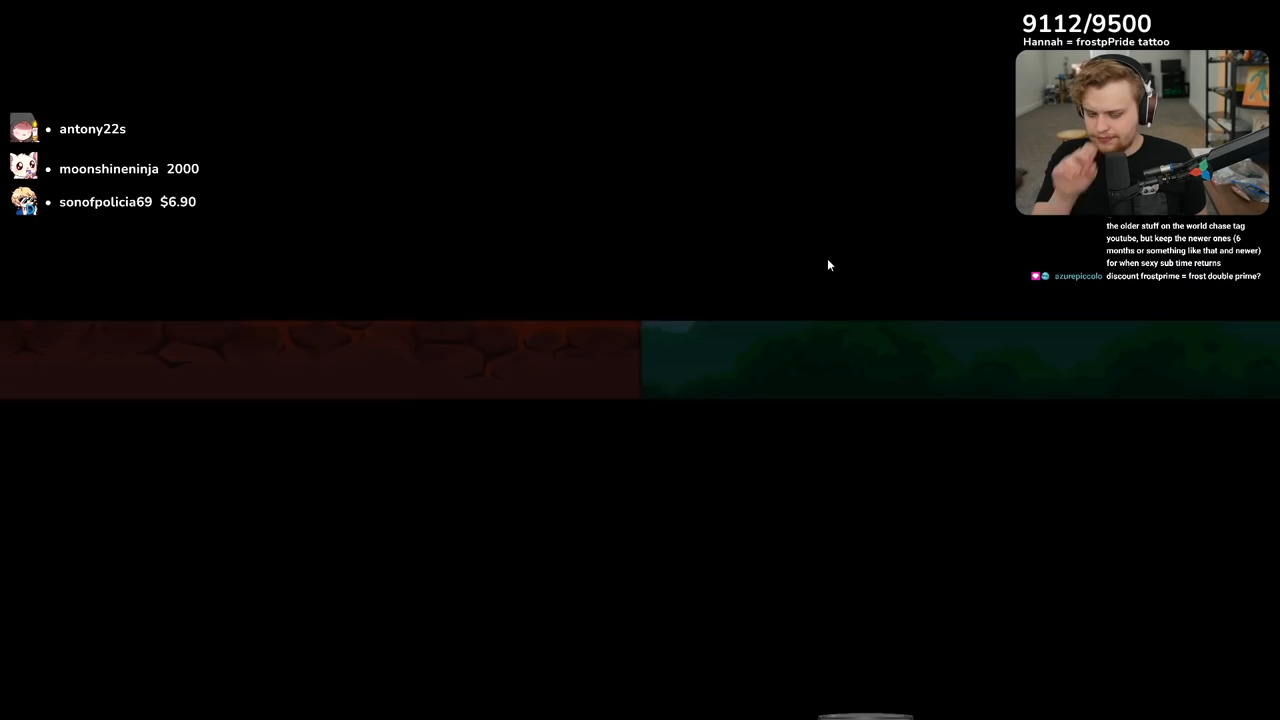 9112/9500
Hannah = frostpPride tattoo
• antony22s
• moonshineninja 2000
• sonofpolicia69 $6.90
the older stuff on the world chase tag
youtube, but keep the newer ones (6
months or something like that and newer)
for when sexy sub time returns
azurepiccolo discount frostprime = frost double prime?